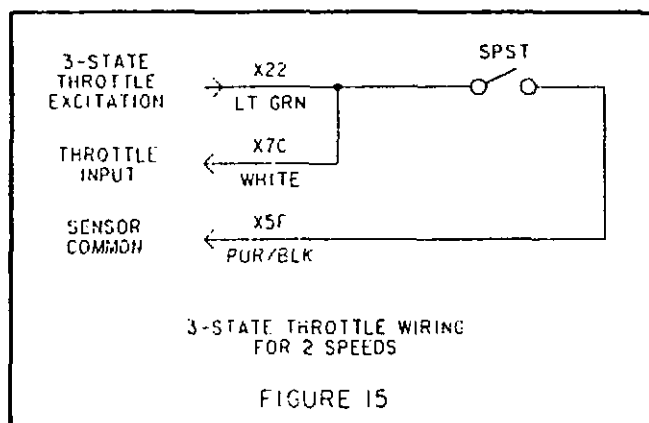 3-STATE
THROTTLE
EXCITATION
X22
LT GRN
SPST
THROTTLE
INPUT
X7C
WHITE
SENSOR
COMMON
X5F
PUR/BLK
3-STATE THROTTLE WIRING
FOR 2 SPEEDS
FIGURE 15